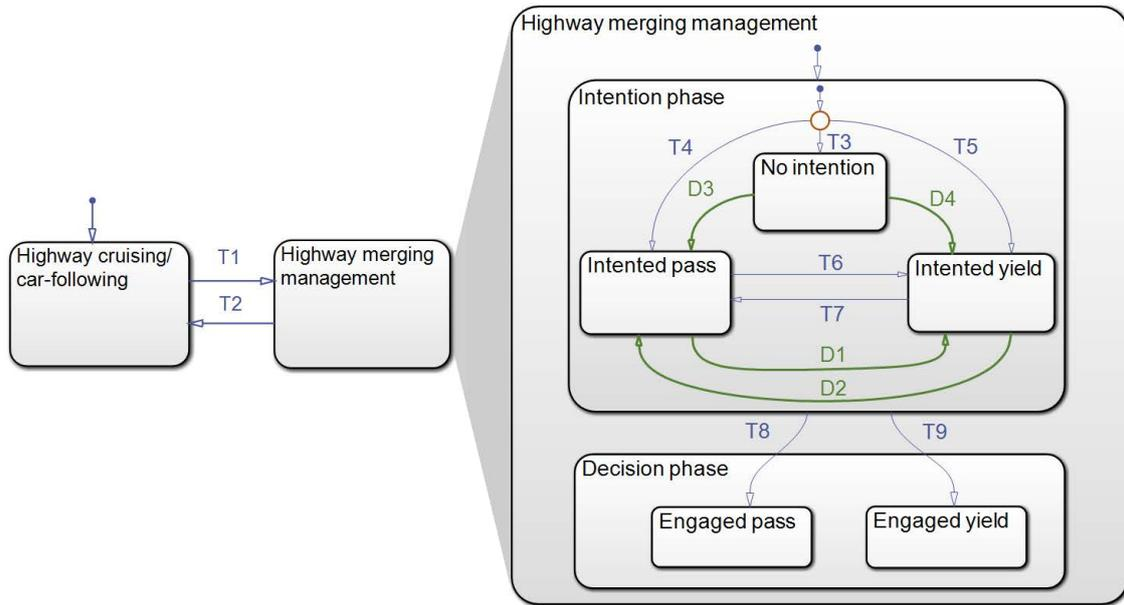 Highway merging management
Intention phase
T4
T3
T5
No intention
D3
D4
Highway cruising/
car-following
T1
T2
Highway merging
management
Intented pass
T6
T7
Intented yield
D1
D2
T8
T9
Decision phase
Engaged pass
Engaged yield